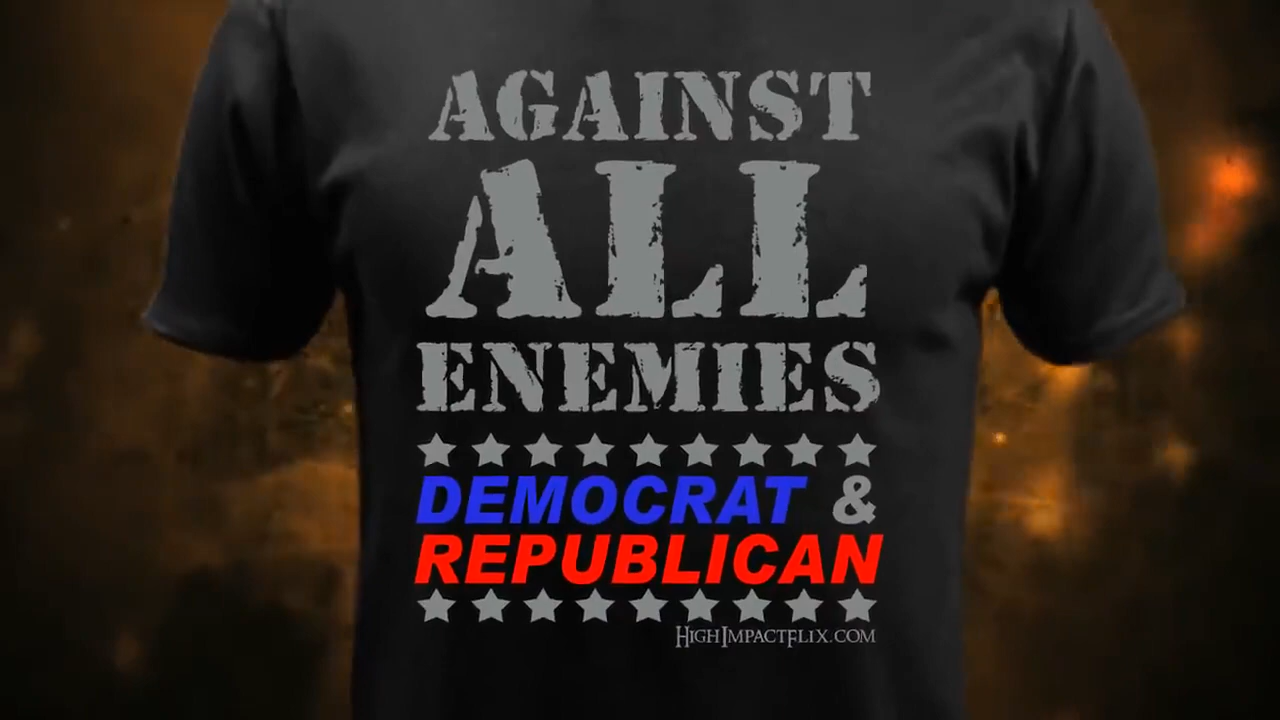 AGAINST
ALL
ENEMIES
DEMOCRAT &
REPUBLICAN
HIGHIMPACTFLIX.COM